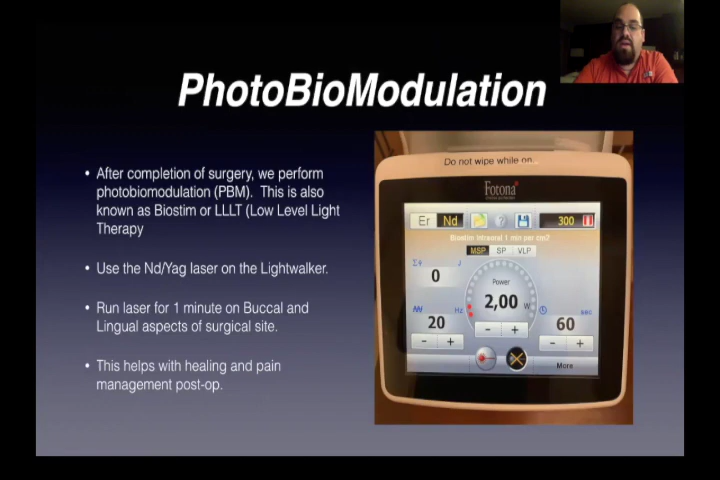 PhotoBioModulation
• After completion of surgery, we perform
photobiomodulation (PBM). This is also
known as Biostim or LLLT (Low Level Light
Therapy
• Use the Nd/Yag laser on the Lightwalker.
• Run laser for 1 minute on Buccal and
Lingual aspects of surgical site.
• This helps with healing and pain
management post-op.
Do not wipe while on...
Fotona
Er Nd ? 300
Biostim Intraoral 1 min per cm²
MSP SP VLP
Σ J
0
Power
2,00 W
Hz
20
- +
- +
sec
60
- +
More